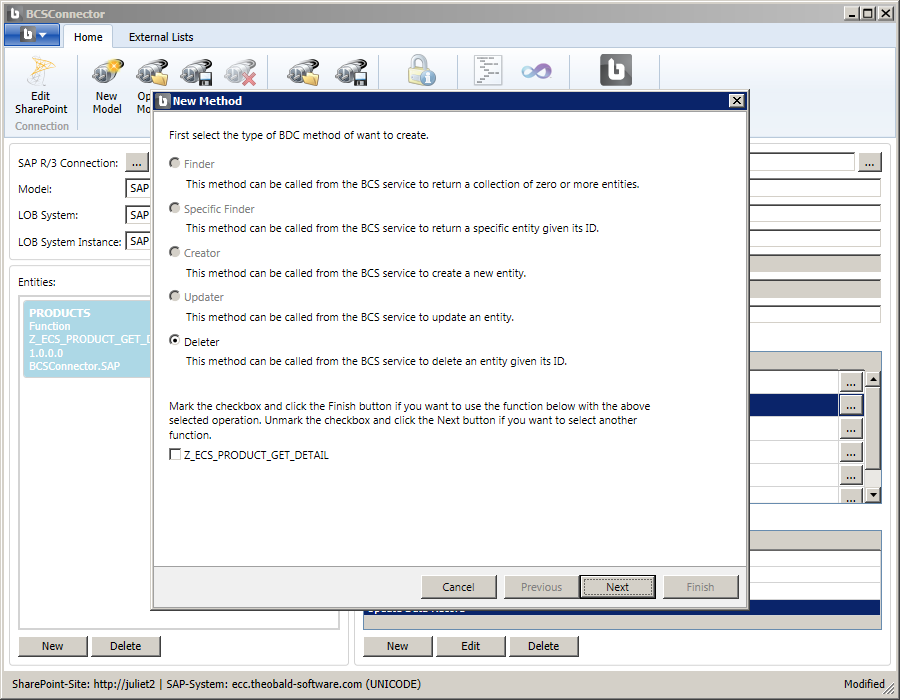 BCSConnector
Home
External Lists
Edit
SharePoint
New
Model
Connection
New Method
First select the type of BDC method of want to create.
Finder
This method can be called from the BCS service to return a collection of zero or more entities.
Specific Finder
This method can be called from the BCS service to return a specific entity given its ID.
Creator
This method can be called from the BCS service to create a new entity.
Updater
This method can be called from the BCS service to update an entity.
Deleter
This method can be called from the BCS service to delete an entity given its ID.
Mark the checkbox and click the Finish button if you want to use the function below with the above
selected operation. Unmark the checkbox and click the Next button if you want to select another
function.
Z_ECS_PRODUCT_GET_DETAIL
Cancel
Previous
Next
Finish
SAP R/3 Connection:
...
...
Model:
SAP
LOB System:
SAP
LOB System Instance:
SAP
Entities:
PRODUCTS
Function
Z_ECS_PRODUCT_GET_D
1.0.0.0
BCSConnector.SAP
...
...
...
...
...
...
New
Delete
New
Edit
Delete
SharePoint-Site: http://juliet2 | SAP-System: ecc.theobald-software.com (UNICODE)
Modified